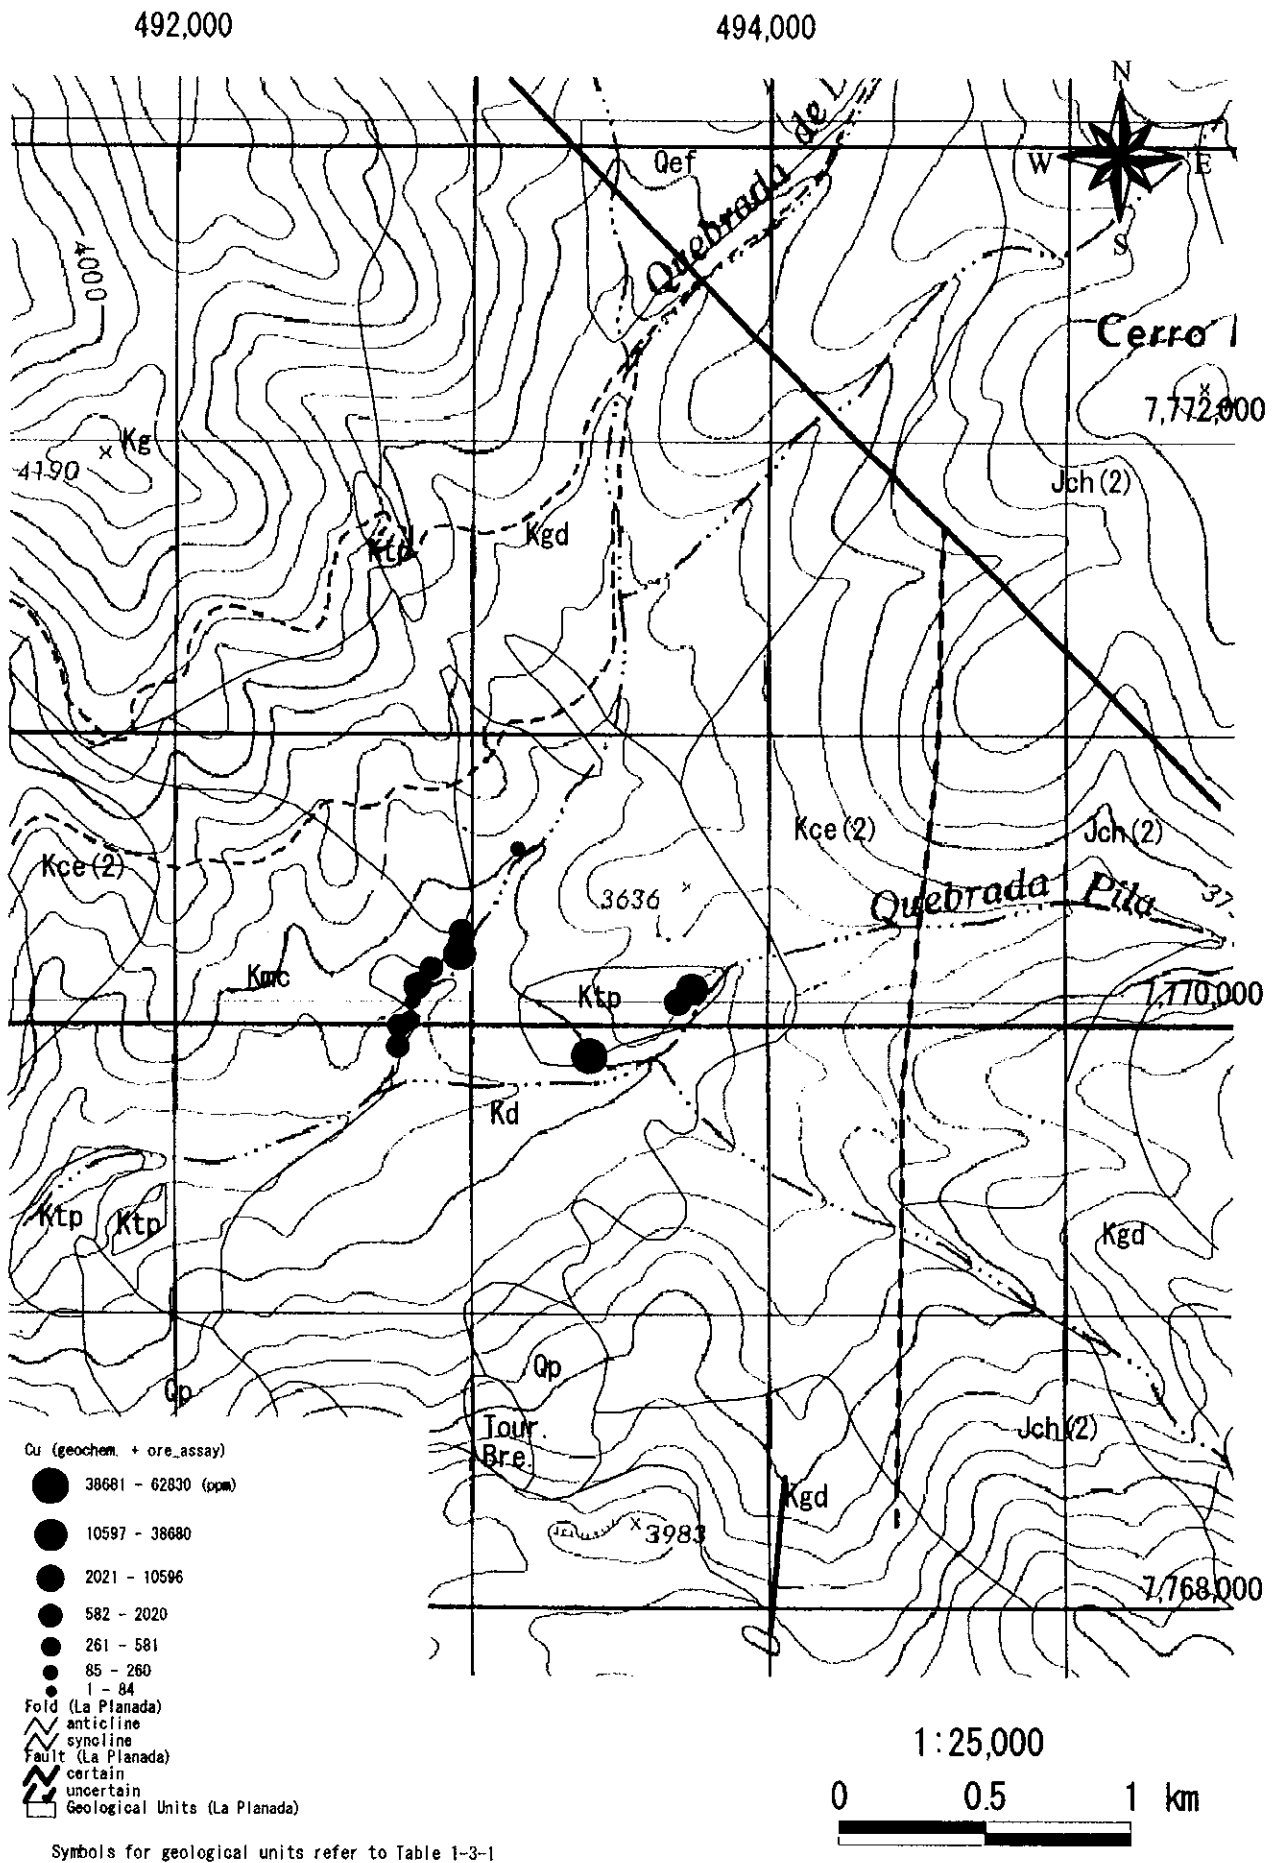 492,000
494,000
N
Qef
Quebrada de
W
E
S
4000
Cerro
7,772,000
Kg
4190
Jch(2)
Kgd
Ktp
Kce(2)
Jch(2)
Kce(2)
Quebrada Pila
37
3636
Kmc
Ktp
7,770,000
Kd
Ktp
Ktp
Kgd
Qp
Qp
Tour.
Bre.
Jch(2)
Kgd
3983
7,768,000
Cu (geochem. + ore_assay)
38681 - 62830 (ppm)
10597 - 38680
2021 - 10596
582 - 2020
261 - 581
85 - 260
1 - 84
Fold (La Planada)
anticline
syncline
Fault (La Planada)
certain
uncertain
Geological Units (La Planada)
1:25,000
0 0.5 1 km
Symbols for geological units refer to Table 1-3-1